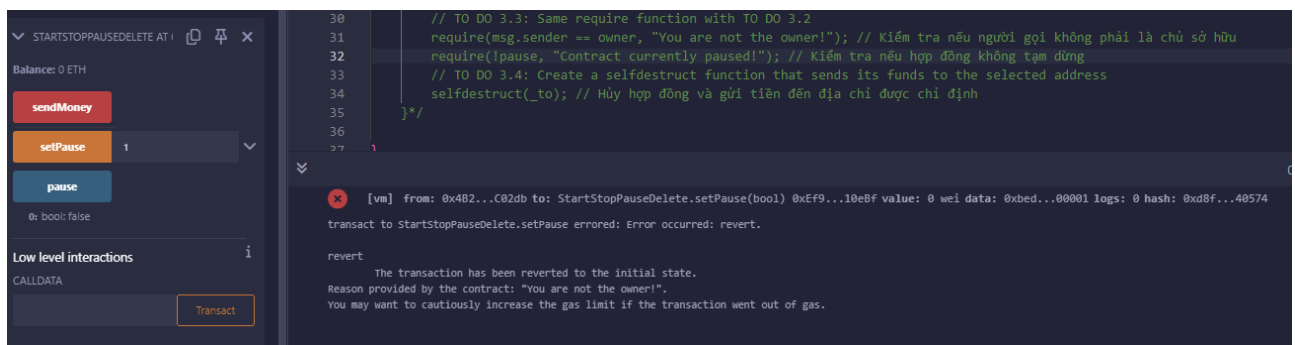 STARTSTOPPAUSEDELETE AT
Balance: 0 ETH
sendMoney
setPause 1
pause
0: bool: false
Low level interactions i
CALLDATA
Transact
30 // TO DO 3.3: Same require function with TO DO 3.2
31 require(msg.sender == owner, "You are not the owner!"); // Kiểm tra nếu người gọi không phải là chủ sở hữu
32 require(!pause, "Contract currently paused!"); // Kiểm tra nếu hợp đồng không tạm dừng
33 // TO DO 3.4: Create a selfdestruct function that sends its funds to the selected address
34 selfdestruct(_to); // Hủy hợp đồng và gửi tiền đến địa chỉ được chỉ định
35 }*/
36
37 }
[vm] from: 0x4B2...C02db to: StartStopPauseDelete.setPause(bool) 0xEf9...10eBf value: 0 wei data: 0xbed...00001 logs: 0 hash: 0xd8f...40574
transact to StartStopPauseDelete.setPause errored: Error occurred: revert.
revert
The transaction has been reverted to the initial state.
Reason provided by the contract: "You are not the owner!".
You may want to cautiously increase the gas limit if the transaction went out of gas.